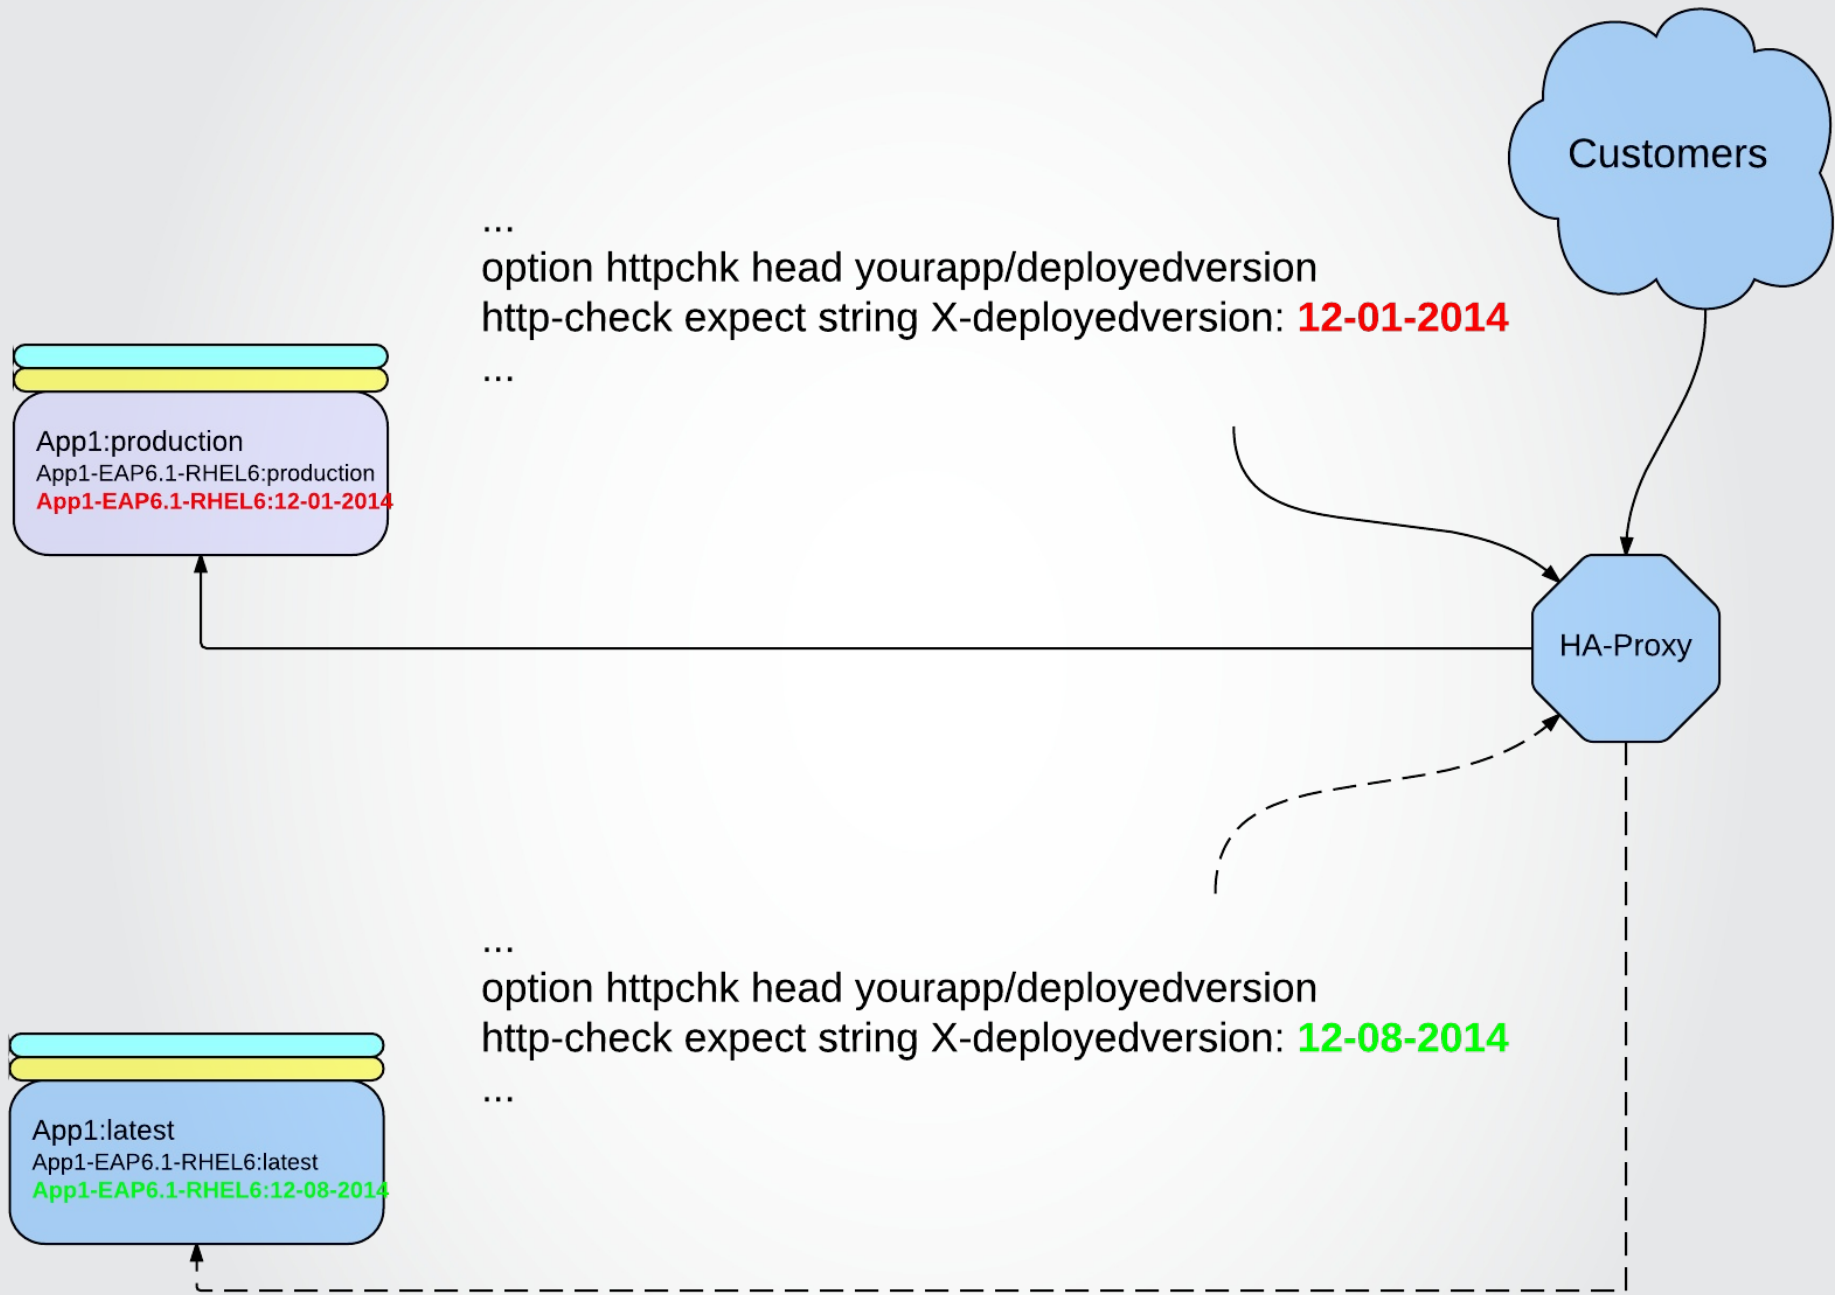 Customers
...
option httpchk head yourapp/deployedversion
http-check expect string X-deployedversion: 12-01-2014
...
App1:production
App1-EAP6.1-RHEL6:production
App1-EAP6.1-RHEL6:12-01-2014
HA-Proxy
...
option httpchk head yourapp/deployedversion
http-check expect string X-deployedversion: 12-08-2014
...
App1:latest
App1-EAP6.1-RHEL6:latest
App1-EAP6.1-RHEL6:12-08-2014